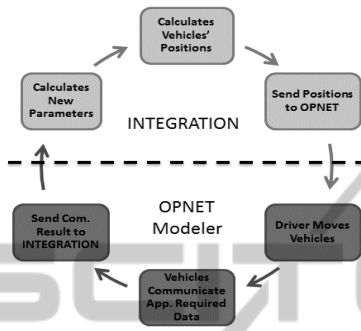 Calculates
Vehicles'
Positions
Calculates
New
Parameters
Send Positions
to OPNET
INTEGRATION
OPNET
Modeler
Send Com.
Result to
INTEGRATION
Driver Moves
Vehicles
Vehicles
Communicate
App. Required
Data